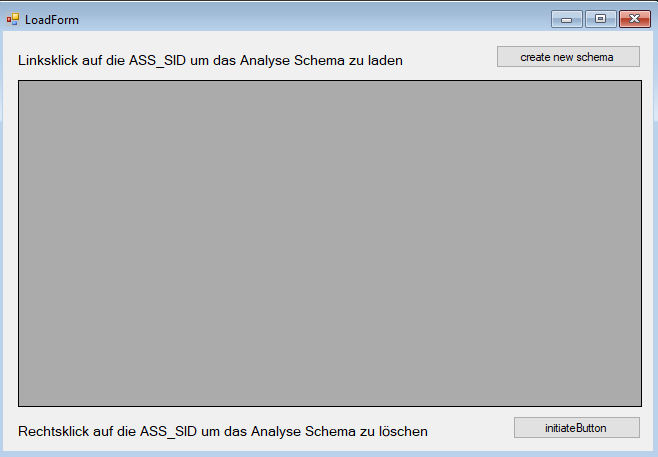 LoadForm
Linksklick auf die ASS_SID um das Analyse Schema zu laden
create new schema
Rechtsklick auf die ASS_SID um das Analyse Schema zu löschen
initiateButton